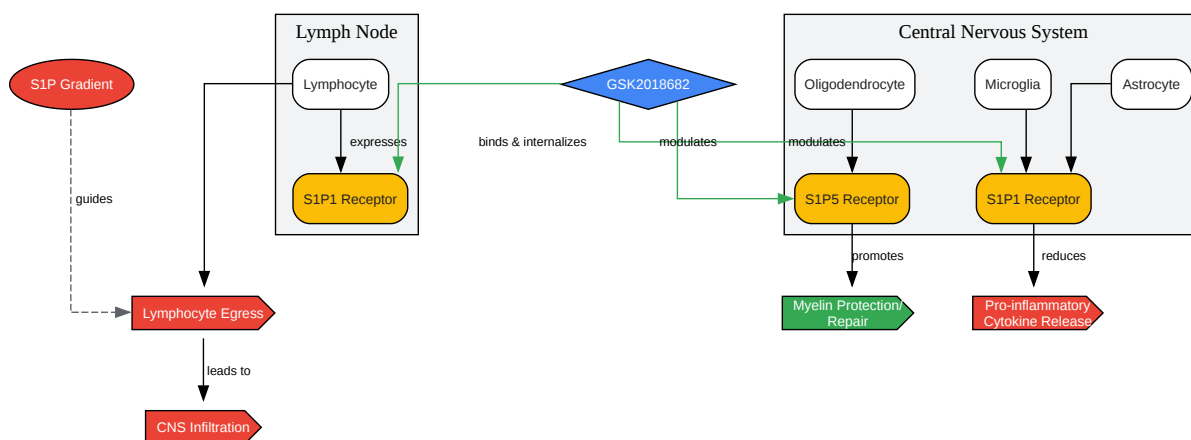 Lymph Node
Central Nervous System
S1P Gradient
Lymphocyte
GSK2018682
Oligodendrocyte
Microglia
Astrocyte
expresses
binds & internalizes
modulates
modulates
guides
S1P1 Receptor
S1P5 Receptor
S1P1 Receptor
promotes
reduces
Lymphocyte Egress
Myelin Protection/
Repair
Pro-inflammatory
Cytokine Release
leads to
CNS Infiltration